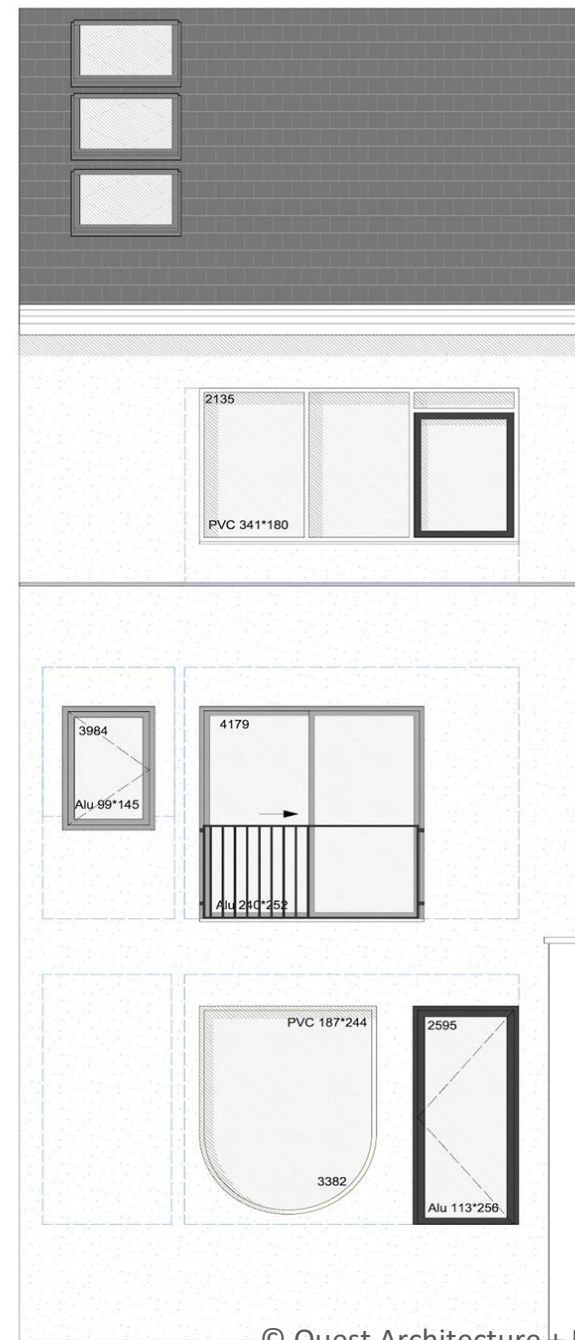 2135
PVC 341*180
3984
Alu 99*145
4179
Alu 240*252
PVC 187*244
3382
2595
Alu 113*256
© Quest Architecture +